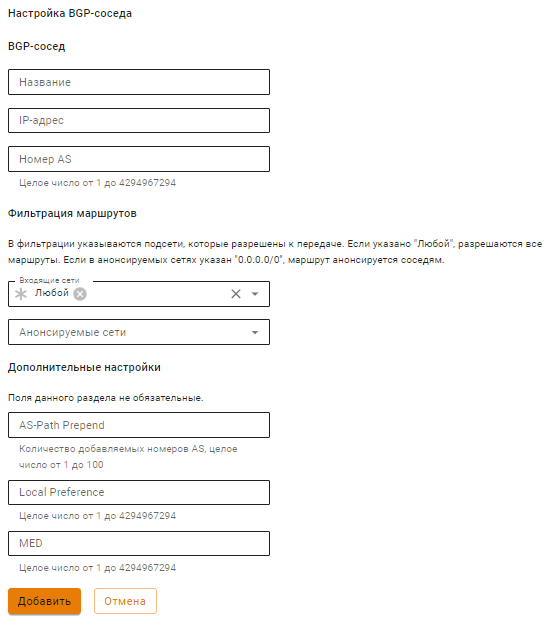 Настройка BGP-соседа
BGP-сосед
Название
IP-адрес
Номер AS
Целое число от 1 до 4294967294
Фильтрация маршрутов
В фильтрации указываются подсети, которые разрешены к передаче. Если указано "Любой", разрешаются все
маршруты. Если в анонсируемых сетях указан "0.0.0.0/0", маршрут анонсируется соседям.
Входящие сети
Любой
Анонсируемые сети
Дополнительные настройки
Поля данного раздела не обязательные.
AS-Path Prepend
Количество добавляемых номеров AS, целое
число от 1 до 100
Local Preference
Целое число от 1 до 4294967294
MED
Целое число от 1 до 4294967294
Добавить
Отмена